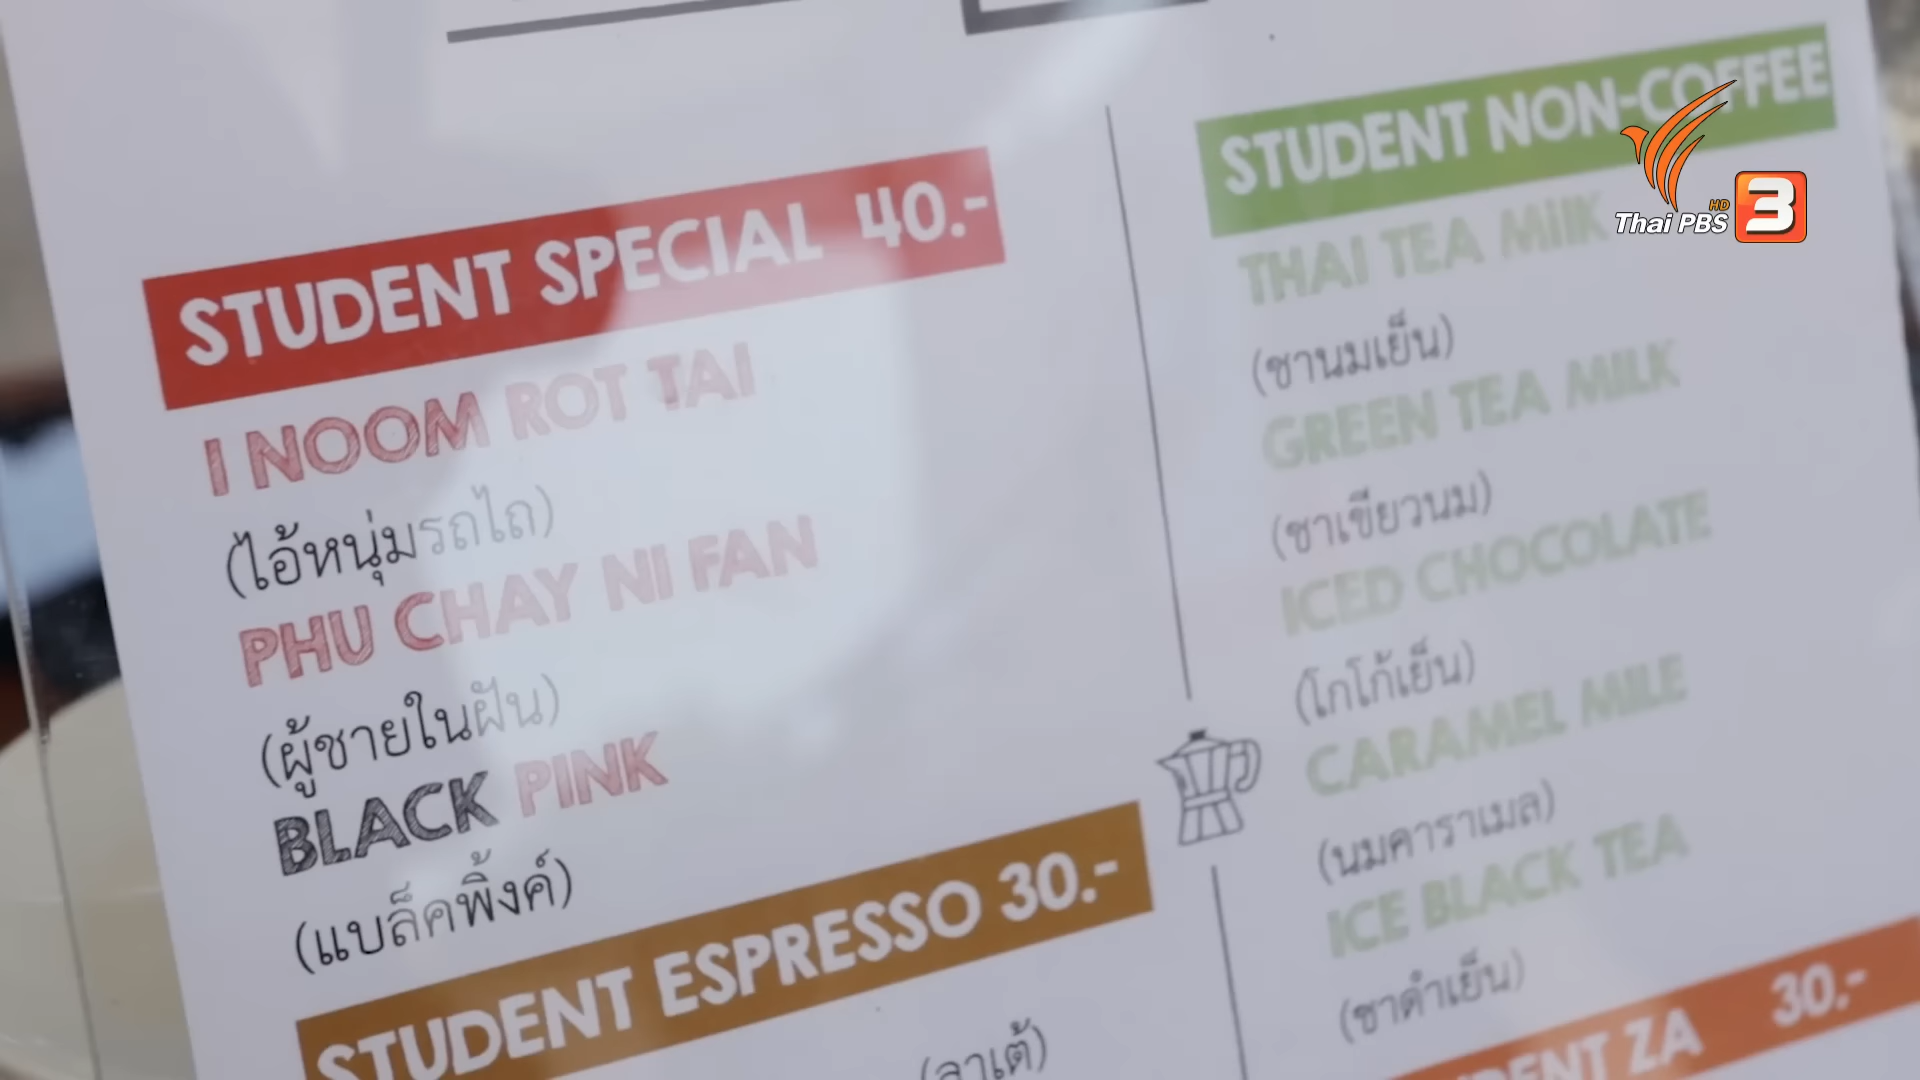 STUDENT SPECIAL 40.-
I NOOM ROT TAI
(ไอ้หนุ่มรถไถ)
PHU CHAY NI FAN
(ผู้ชายในฝัน)
BLACK PINK
(แบล็คพิ้งค์)
STUDENT ESPRESSO 30.-
(ลาเต้)
STUDENT NON-COFFEE
THAI TEA MilK
(ชานมเย็น)
GREEN TEA MILK
(ชาเขียวนม)
ICED CHOCOLATE
(โกโก้เย็น)
CARAMEL MILE
(นมคาราเมล)
ICE BLACK TEA
(ชาดำเย็น)
ZA 30.-
Thai PBS HD 3